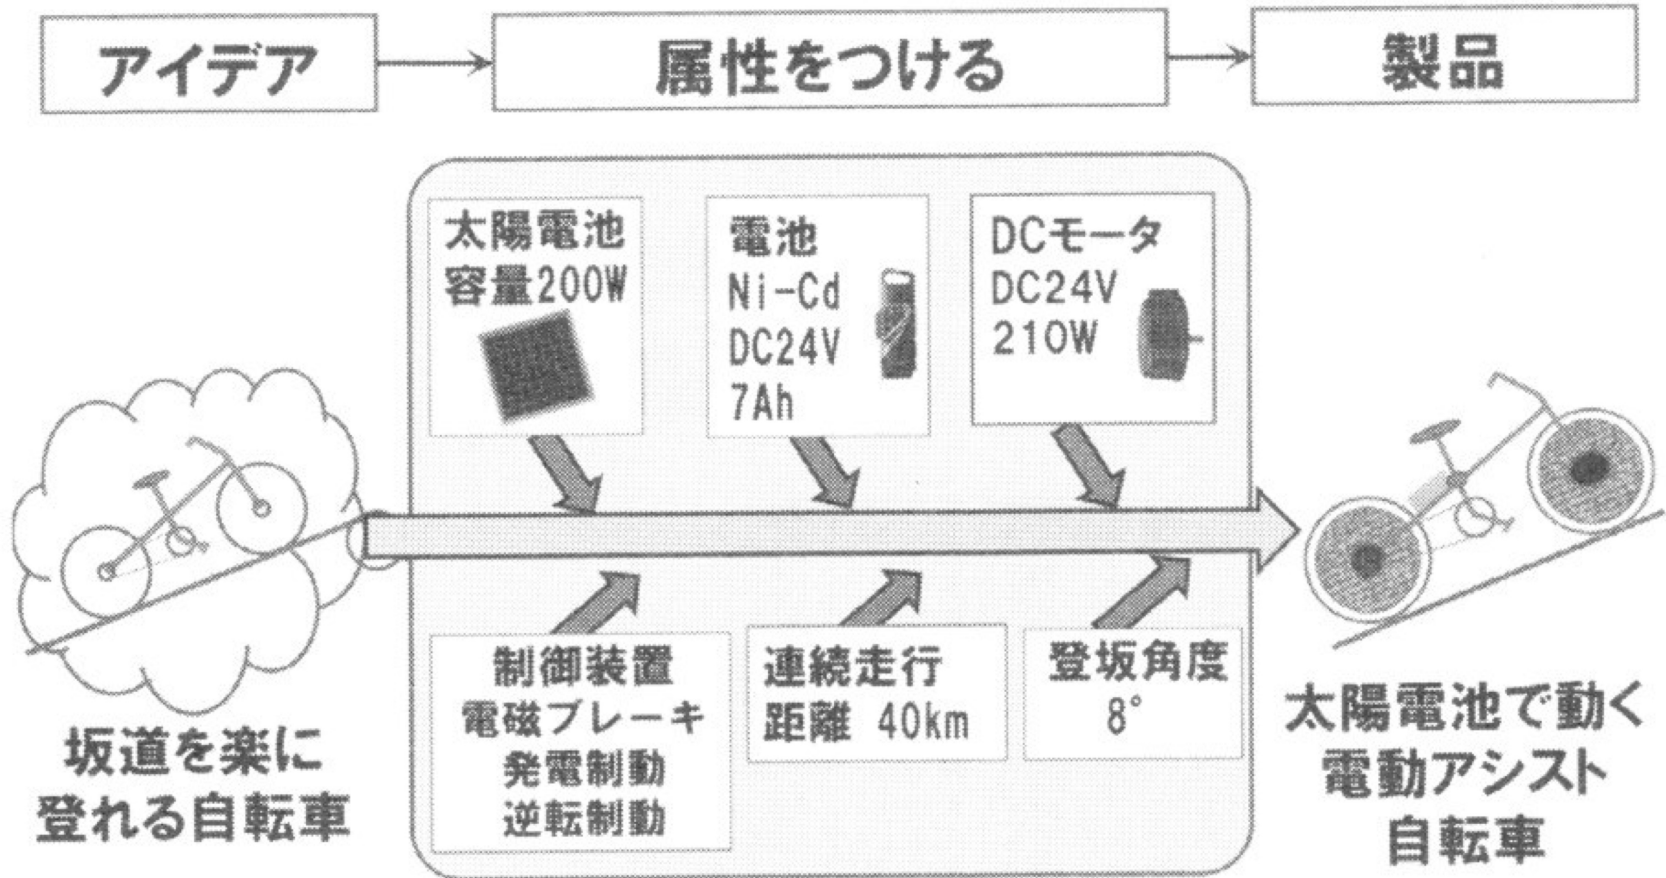 アイデア
属性をつける
製品
太陽電池
容量200W
電池
Ni-Cd
DC24V
7Ah
DCモータ
DC24V
210W
制御装置
電磁ブレーキ
発電制動
逆転制動
連続走行
距離 40km
登坂角度
8°
坂道を楽に
登れる自転車
太陽電池で動く
電動アシスト
自転車